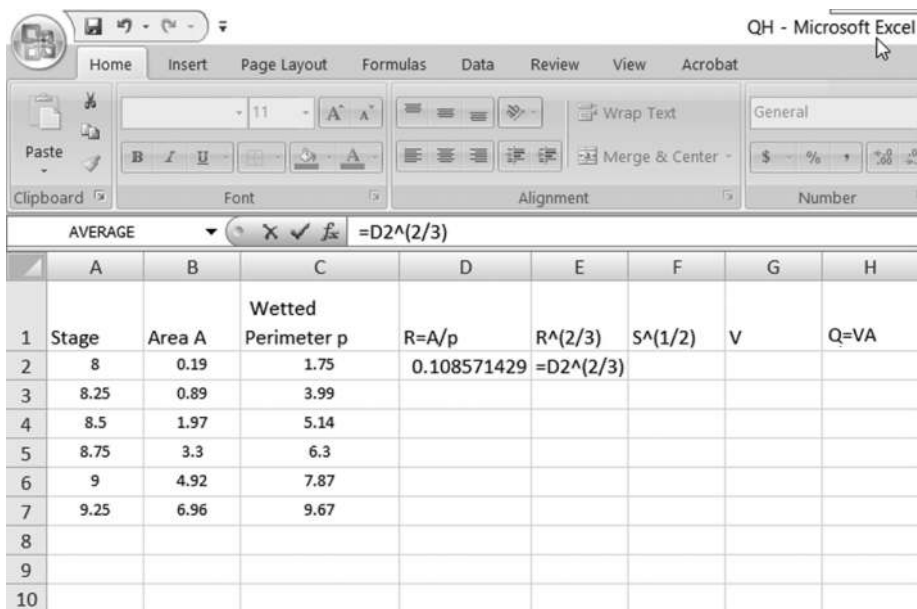 QH - Microsoft Excel
Home Insert Page Layout Formulas Data Review View Acrobat
11 A A Wrap Text General
Paste B I U A Merge & Center $ % , .0 .00
Clipboard Font Alignment Number
AVERAGE fx =D2^(2/3)
A B C D E F G H
1 Stage Area A Wetted Perimeter p R=A/p R^(2/3) S^(1/2) V Q=VA
2 8 0.19 1.75 0.108571429 =D2^(2/3)
3 8.25 0.89 3.99
4 8.5 1.97 5.14
5 8.75 3.3 6.3
6 9 4.92 7.87
7 9.25 6.96 9.67
8
9
10